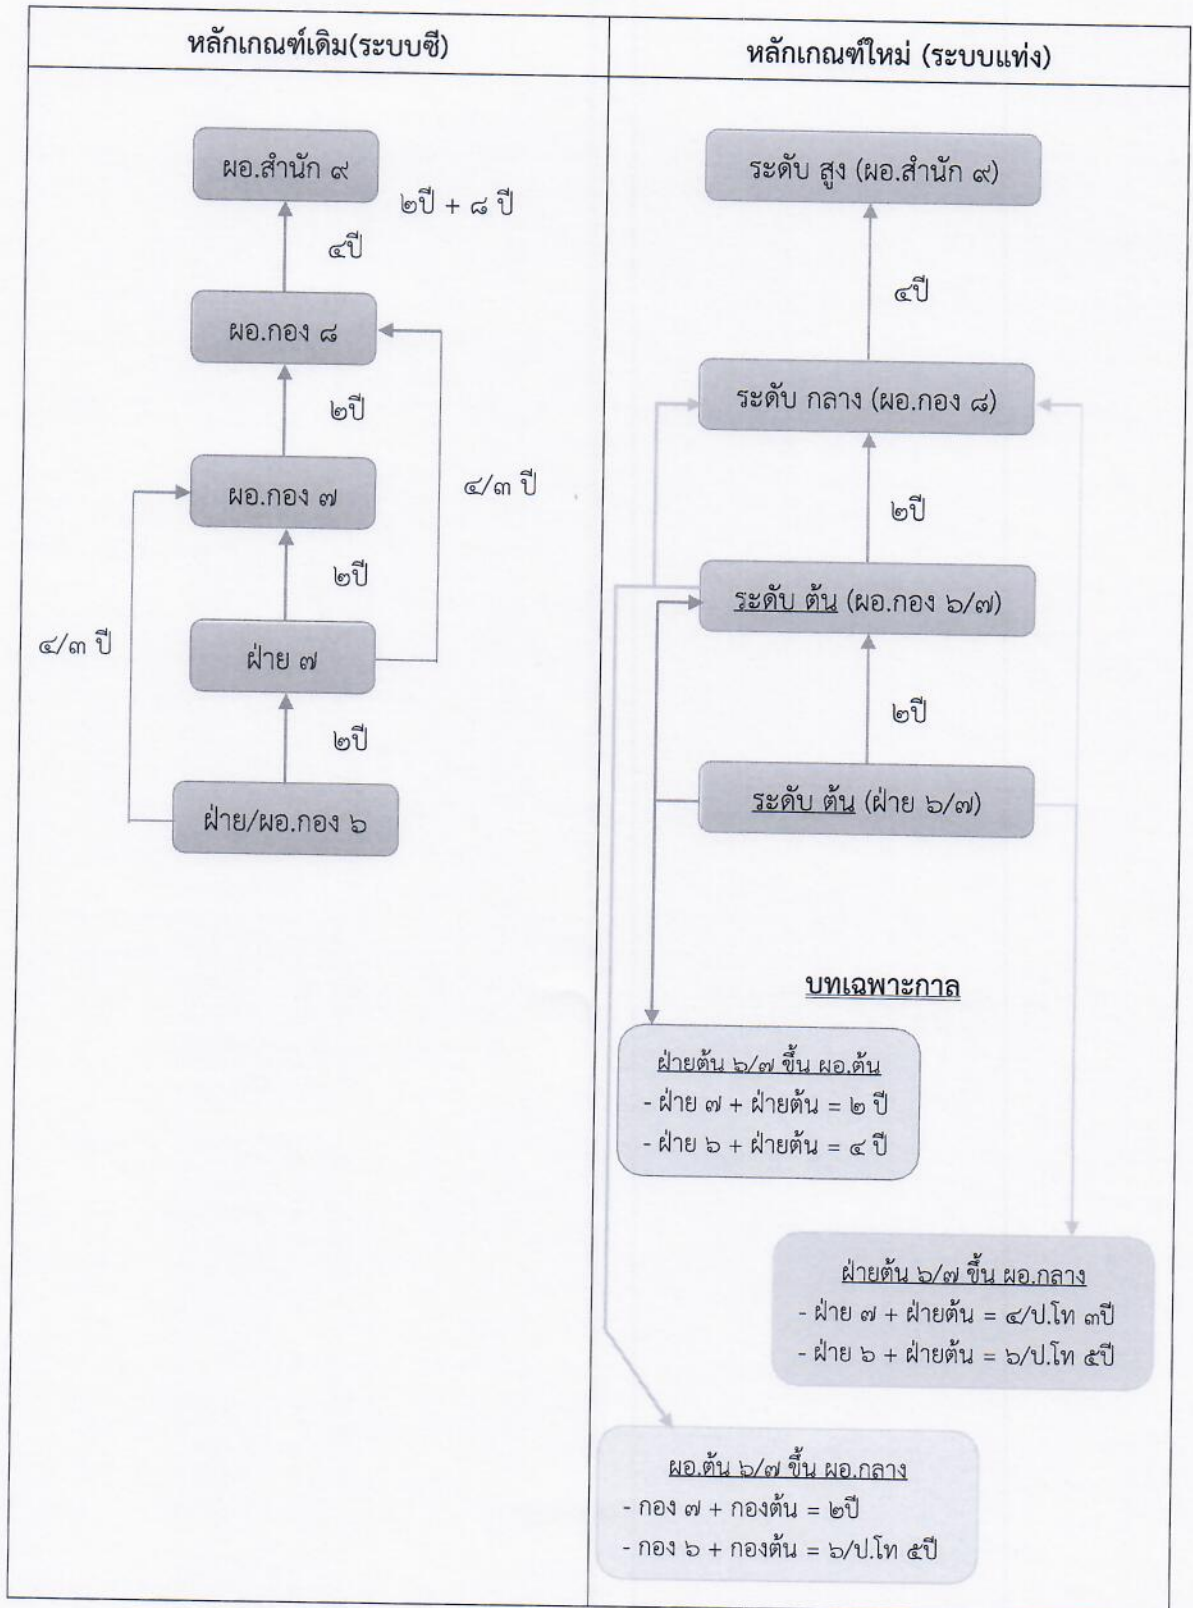 หลักเกณฑ์เดิม(ระบบซี)
ผอ.สำนัก ๙
๒ปี + ๘ ปี
๔ปี
ผอ.กอง ๘
๒ปี
๔/๓ ปี
ผอ.กอง ๗
๒ปี
๔/๓ ปี
ฝ่าย ๗
๒ปี
ฝ่าย/ผอ.กอง ๖
หลักเกณฑ์ใหม่ (ระบบแท่ง)
ระดับ สูง (ผอ.สำนัก ๙)
๔ปี
ระดับ กลาง (ผอ.กอง ๘)
๒ปี
ระดับ ต้น (ผอ.กอง ๖/๗)
๒ปี
ระดับ ต้น (ฝ่าย ๖/๗)
บทเฉพาะกาล
ฝ่ายต้น ๖/๗ ขึ้น ผอ.ต้น
- ฝ่าย ๗ + ฝ่ายต้น = ๒ ปี
- ฝ่าย ๖ + ฝ่ายต้น = ๔ ปี
ฝ่ายต้น ๖/๗ ขึ้น ผอ.กลาง
- ฝ่าย ๗ + ฝ่ายต้น = ๔/ป.โท ๓ปี
- ฝ่าย ๖ + ฝ่ายต้น = ๖/ป.โท ๕ปี
ผอ.ต้น ๖/๗ ขึ้น ผอ.กลาง
- กอง ๗ + กองต้น = ๒ปี
- กอง ๖ + กองต้น = ๖/ป.โท ๕ปี